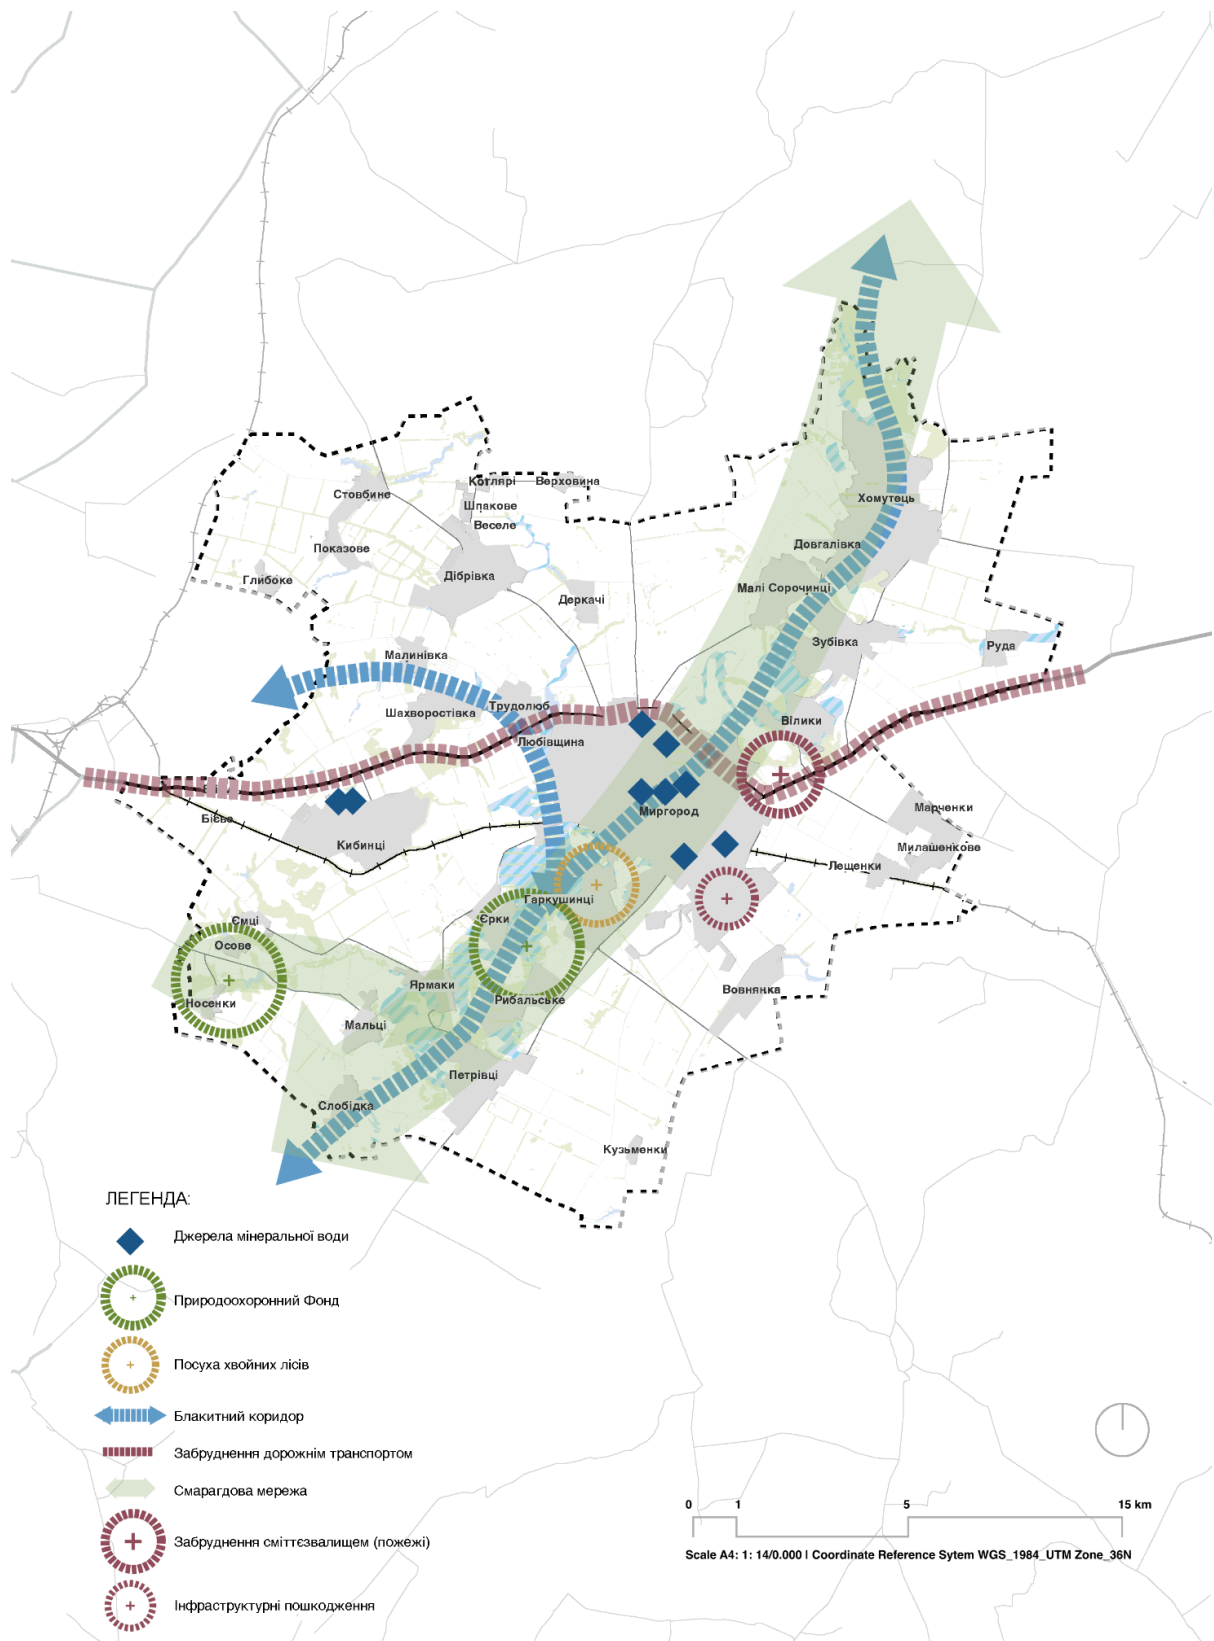 Котлярі
Верховина
Стовбине
Шпакове
Хомутець
Веселе
Показове
Довгалівка
Глибоке
Дібрівка
Малі Сорочинці
Деркачі
Зубівка
Руда
Малинівка
Трудолюб
Шахворостівка
Вілики
Любівщина
Марченки
Миргород
Бієве
Кибинці
Милашенкове
Лещенки
Гаркушинці
Ємці
Єрки
Осове
Ярмаки
Вовнянка
Носенки
Рибальське
Мальці
Петрівці
Слобідка
Кузьменки
ЛЕГЕНДА:
Джерела мінеральної води
Природоохоронний Фонд
Посуха хвойних лісів
Блакитний коридор
Забруднення дорожнім транспортом
Смарагдова мережа
Забруднення сміттєзвалищем (пожежі)
Інфраструктурні пошкодження
0 1 5 15 km
Scale A4: 1: 14/0.000 I Coordinate Reference Sytem WGS_1984_UTM Zone_36N